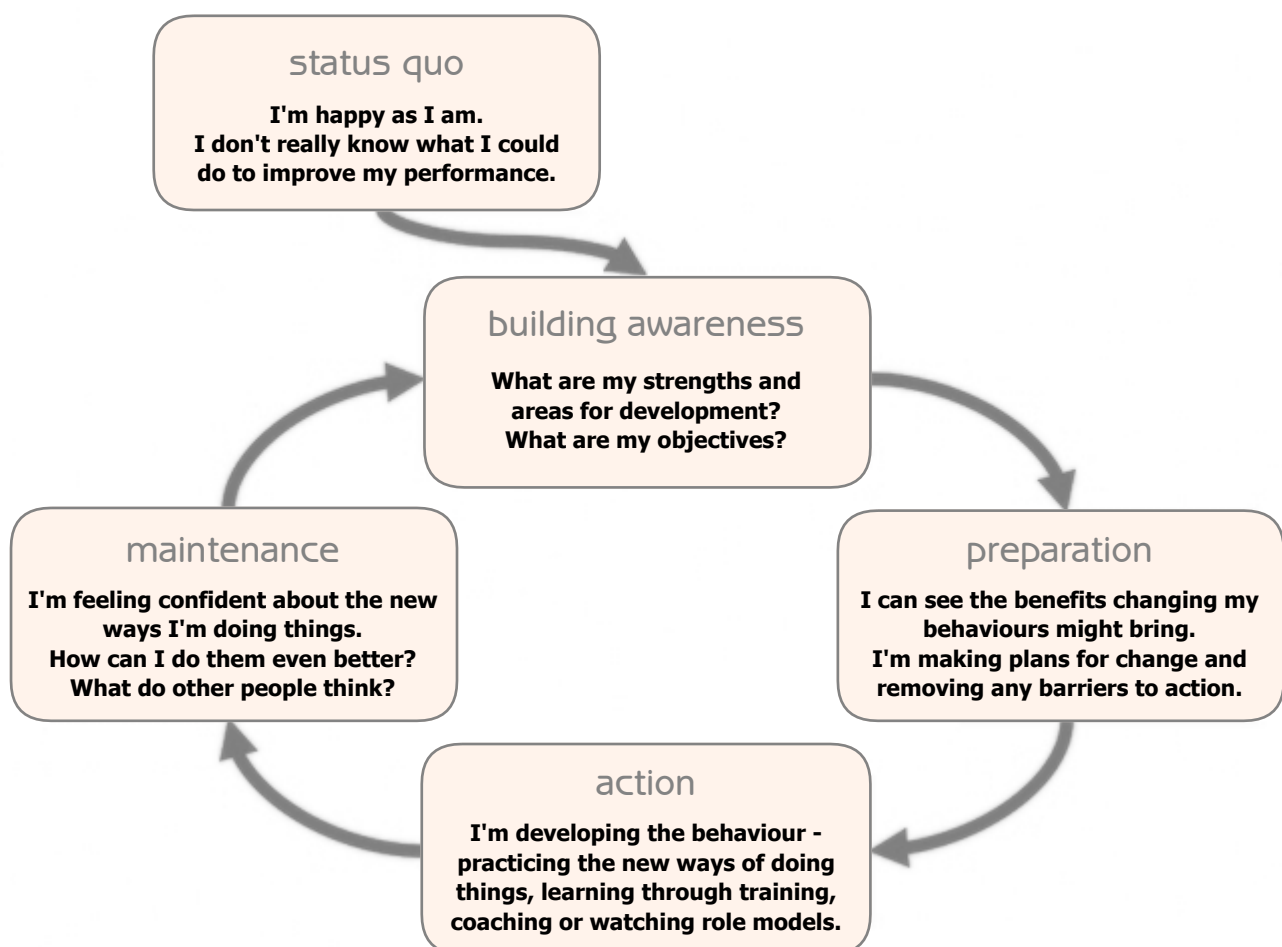 status quo
I'm happy as I am.
I don't really know what I could
do to improve my performance.
building awareness
What are my strengths and
areas for development?
What are my objectives?
preparation
I can see the benefits changing my
behaviours might bring.
I'm making plans for change and
removing any barriers to action.
action
I'm developing the behaviour -
practicing the new ways of doing
things, learning through training,
coaching or watching role models.
maintenance
I'm feeling confident about the new
ways I'm doing things.
How can I do them even better?
What do other people think?